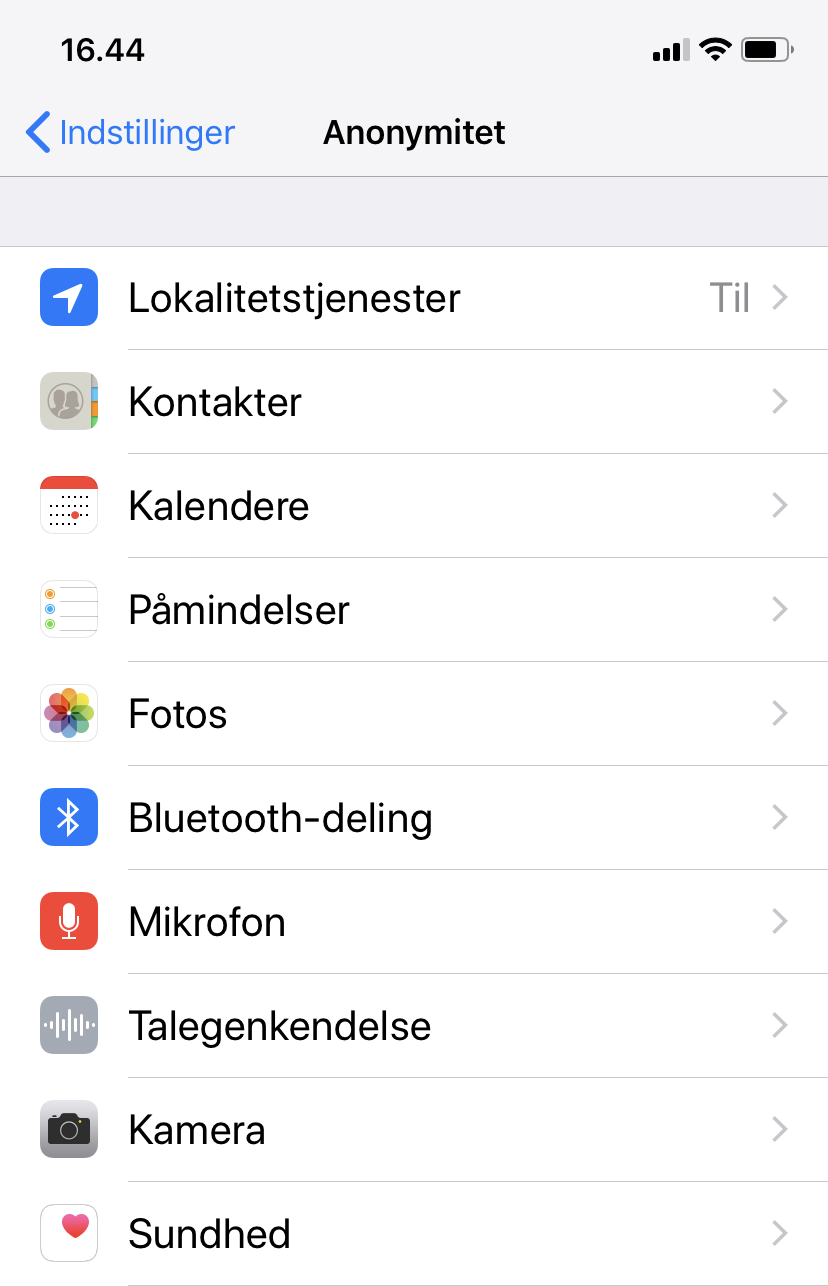 16.44
Indstillinger
Anonymitet
Lokalitetstjenester Til
Kontakter
Kalendere
Påmindelser
Fotos
Bluetooth-deling
Mikrofon
Talegenkendelse
Kamera
Sundhed